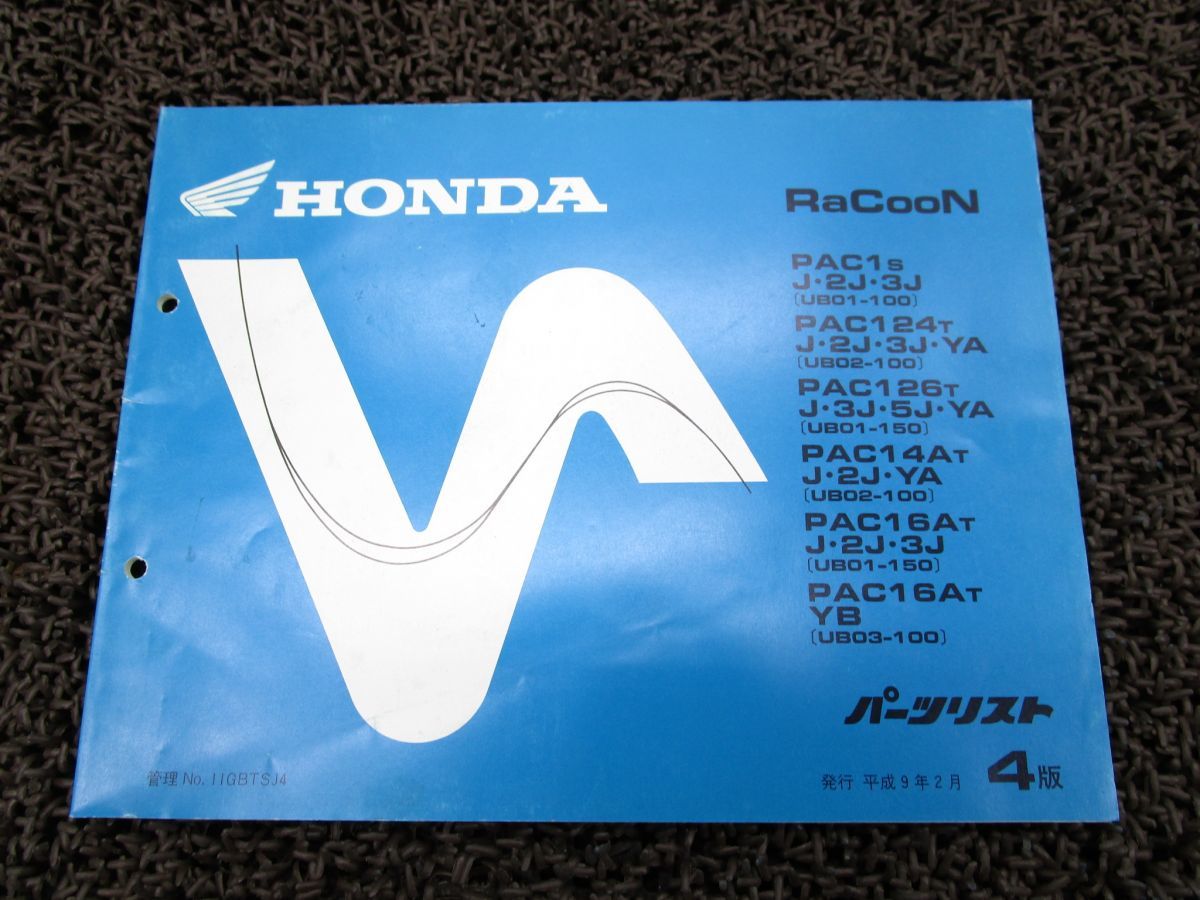 HONDA
RaCooN
PAC1S
J・2J・3J
(UB01-100)
PAC124T
J・2J・3J・YA
(UB02-100)
PAC126T
J・3J・5J・YA
(UB01-150)
PAC14AT
J・2J・YA
(UB02-100)
PAC16AT
J・2J・3J
(UB01-150)
PAC16AT
YB
(UB03-100)
パーツリスト
管理 No. 11GBTSJ4
発行 平成9年2月 4版